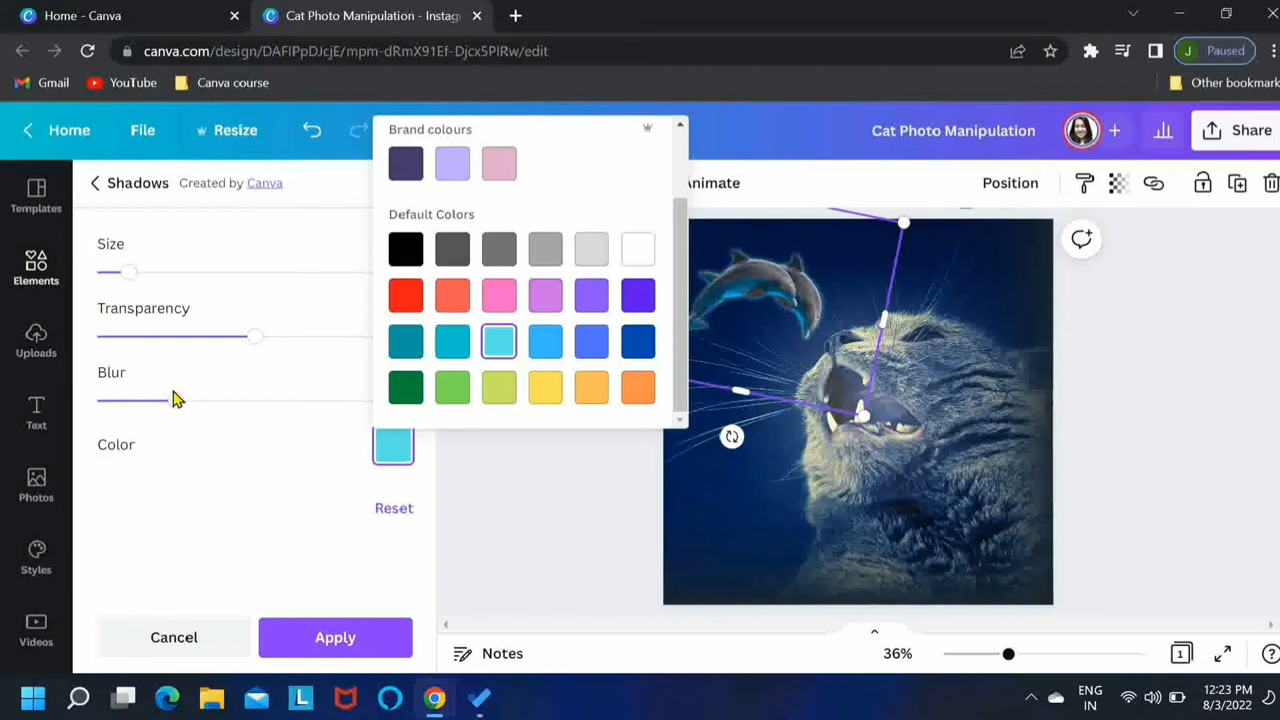 Home - Canva
Cat Photo Manipulation - Instag
canva.com/design/DAFIPpDJcjE/mpm-dRmX91Ef-Djcx5PlRw/edit
J Paused
Gmail YouTube Canva course Other bookmark
Home File Resize Cat Photo Manipulation Share
Brand colours
Default Colors
Shadows Created by Canva
nimate Position
Size
Transparency
Blur
Color
Reset
Cancel Apply
Templates
Elements
Uploads
Text
Photos
Styles
Videos
Notes 36% 1 ?
ENG
IN
12:23 PM
8/3/2022